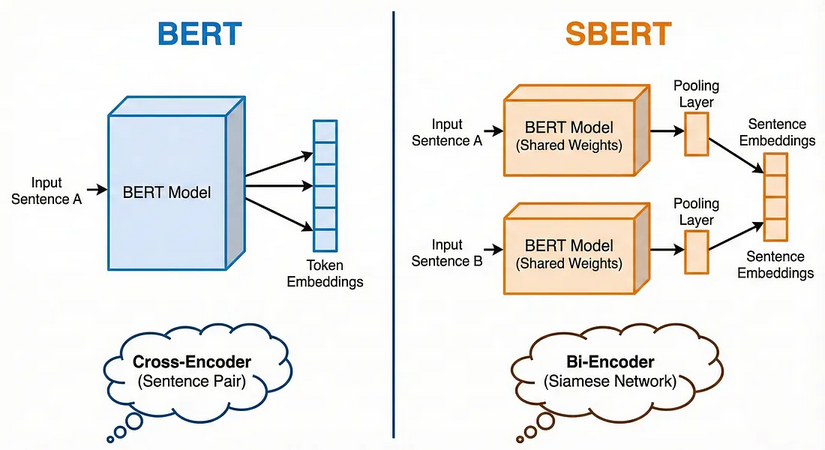 BERT
Input
Sentence A
BERT Model
Token
Embeddings
Cross-Encoder
(Sentence Pair)
SBERT
Input
Sentence A
BERT Model
(Shared Weights)
Pooling
Layer
Sentence
Embeddings
Input
Sentence B
BERT Model
(Shared Weights)
Pooling
Layer
Sentence
Embeddings
Bi-Encoder
(Siamese Network)